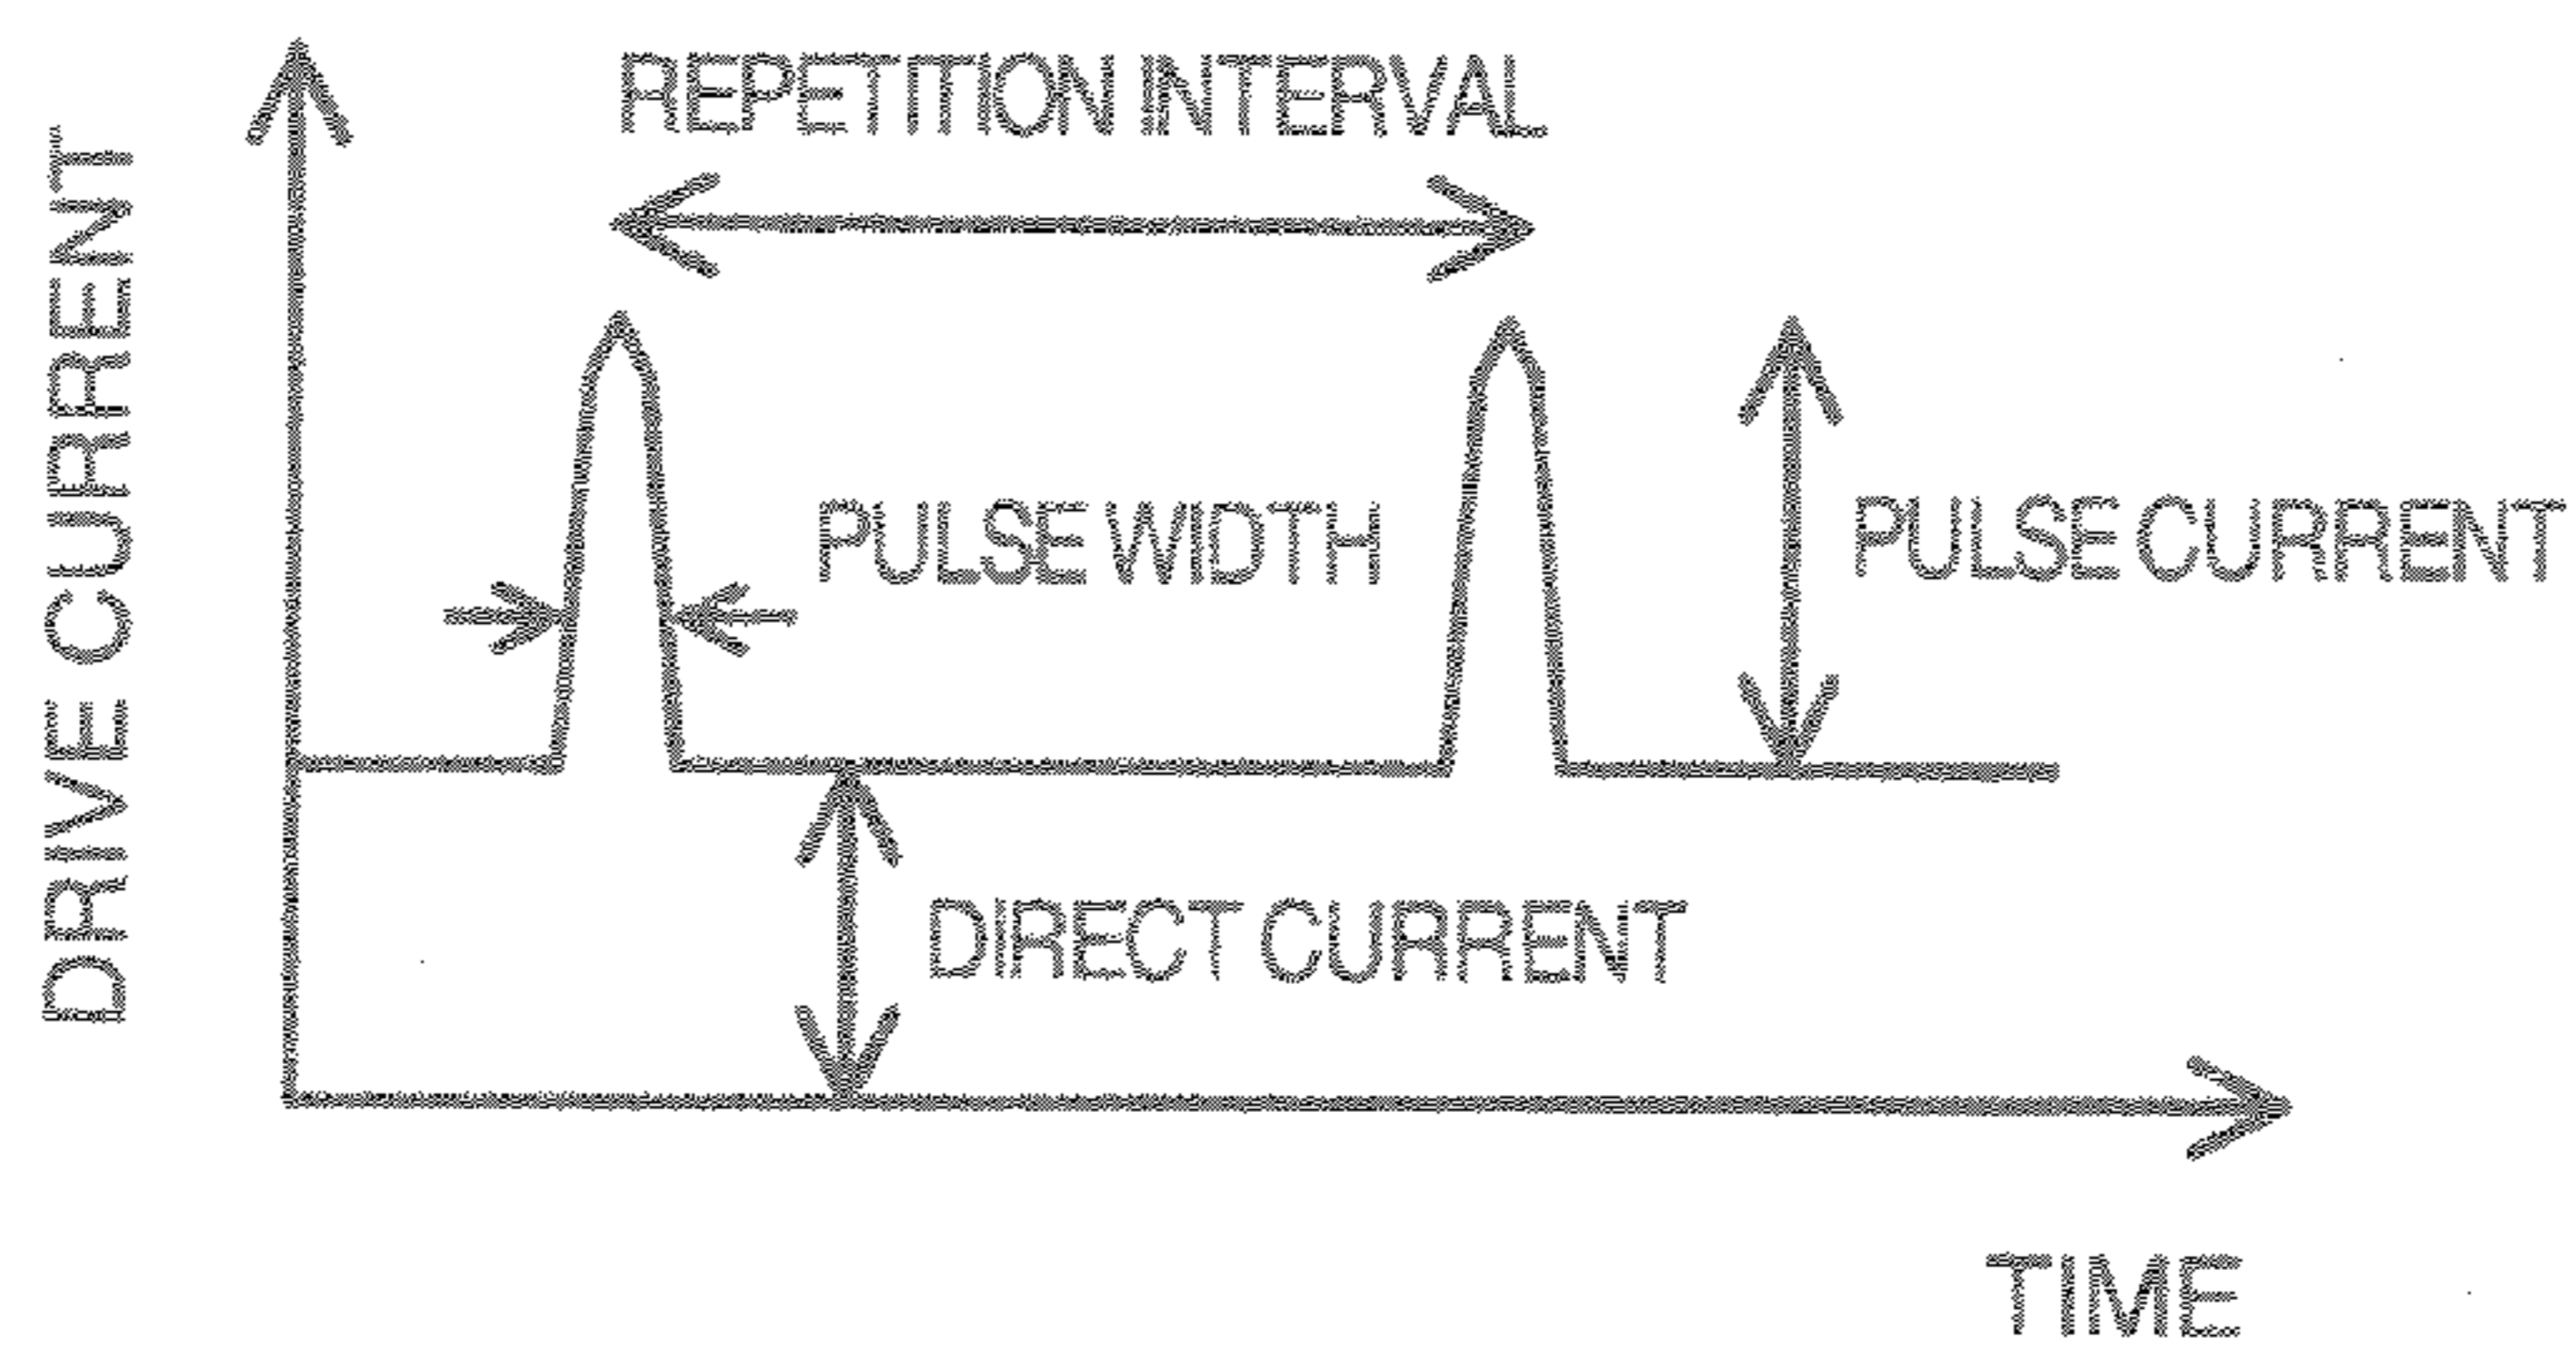 REPETITION INTERVAL
DRIVE CURRENT
PULSE WIDTH
PULSE CURRENT
DIRECT CURRENT
TIME